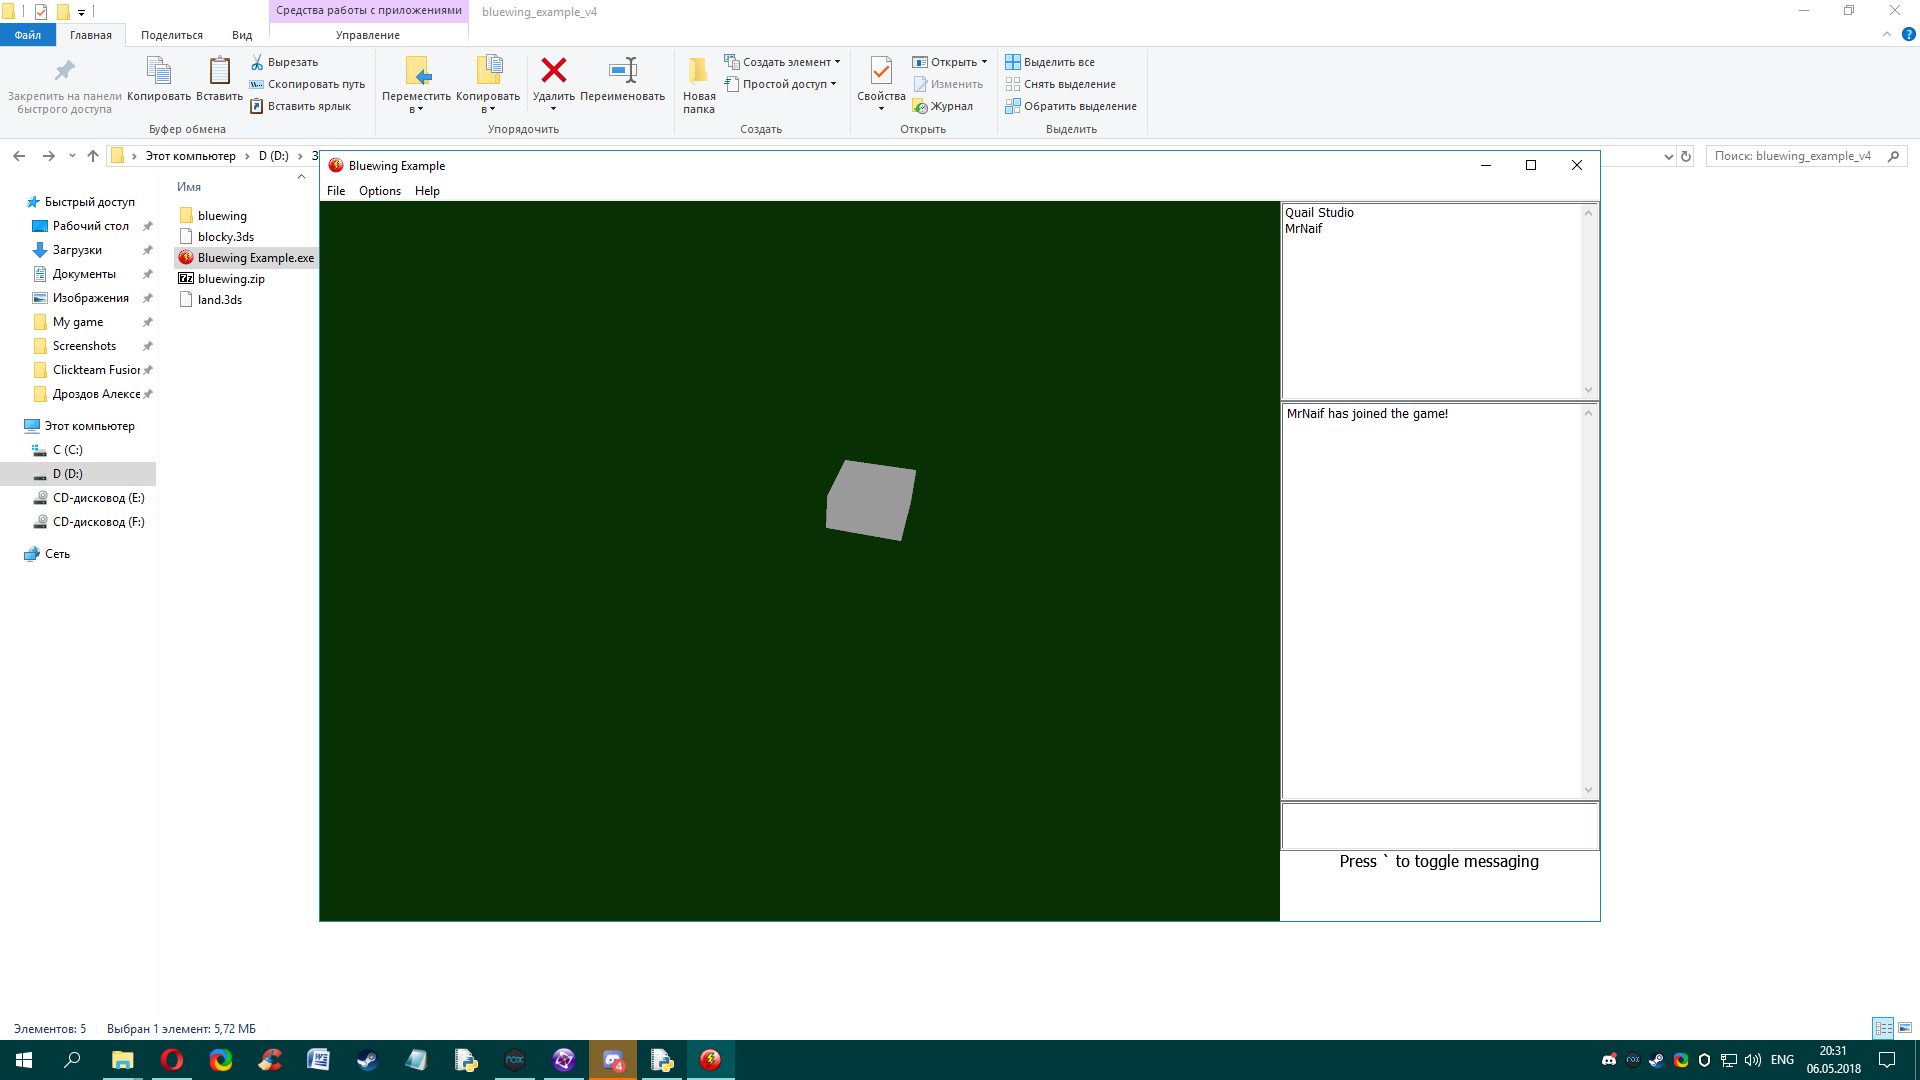 Средства работы с приложениями
bluewing_example_v4
Файл
Главная
Поделиться
Вид
Управление
Закрепить на панели
быстрого доступа
Копировать
Вставить
Вырезать
Скопировать путь
Вставить ярлык
Буфер обмена
Переместить
в
Копировать
в
Удалить
Переименовать
Упорядочить
Новая
папка
Создать элемент
Простой доступ
Создать
Свойства
Открыть
Изменить
Журнал
Открыть
Выделить все
Снять выделение
Обратить выделение
Выделить
Этот компьютер
D (D:)
Поиск: bluewing_example_v4
Имя
Быстрый доступ
Рабочий стол
Загрузки
Документы
Изображения
My game
Screenshots
Clickteam Fusion
Дроздов Алексе
Этот компьютер
C (C:)
D (D:)
CD-дисковод (E:)
CD-дисковод (F:)
Сеть
bluewing
blocky.3ds
Bluewing Example.exe
bluewing.zip
land.3ds
Bluewing Example
File Options Help
Quail Studio
MrNaif
MrNaif has joined the game!
Press ` to toggle messaging
Элементов: 5 Выбран 1 элемент: 5,72 МБ
4
ENG
20:31
06.05.2018